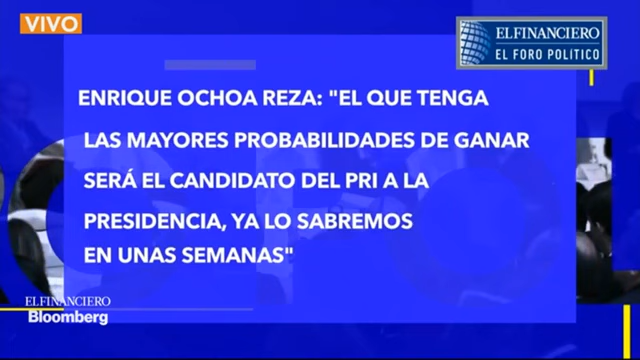 VIVO
EL FINANCIERO
EL FORO POLÍTICO
ENRIQUE OCHOA REZA: "EL QUE TENGA
LAS MAYORES PROBABILIDADES DE GANAR
SERÁ EL CANDIDATO DEL PRI A LA
PRESIDENCIA, YA LO SABREMOS
EN UNAS SEMANAS"
EL FINANCIERO
Bloomberg